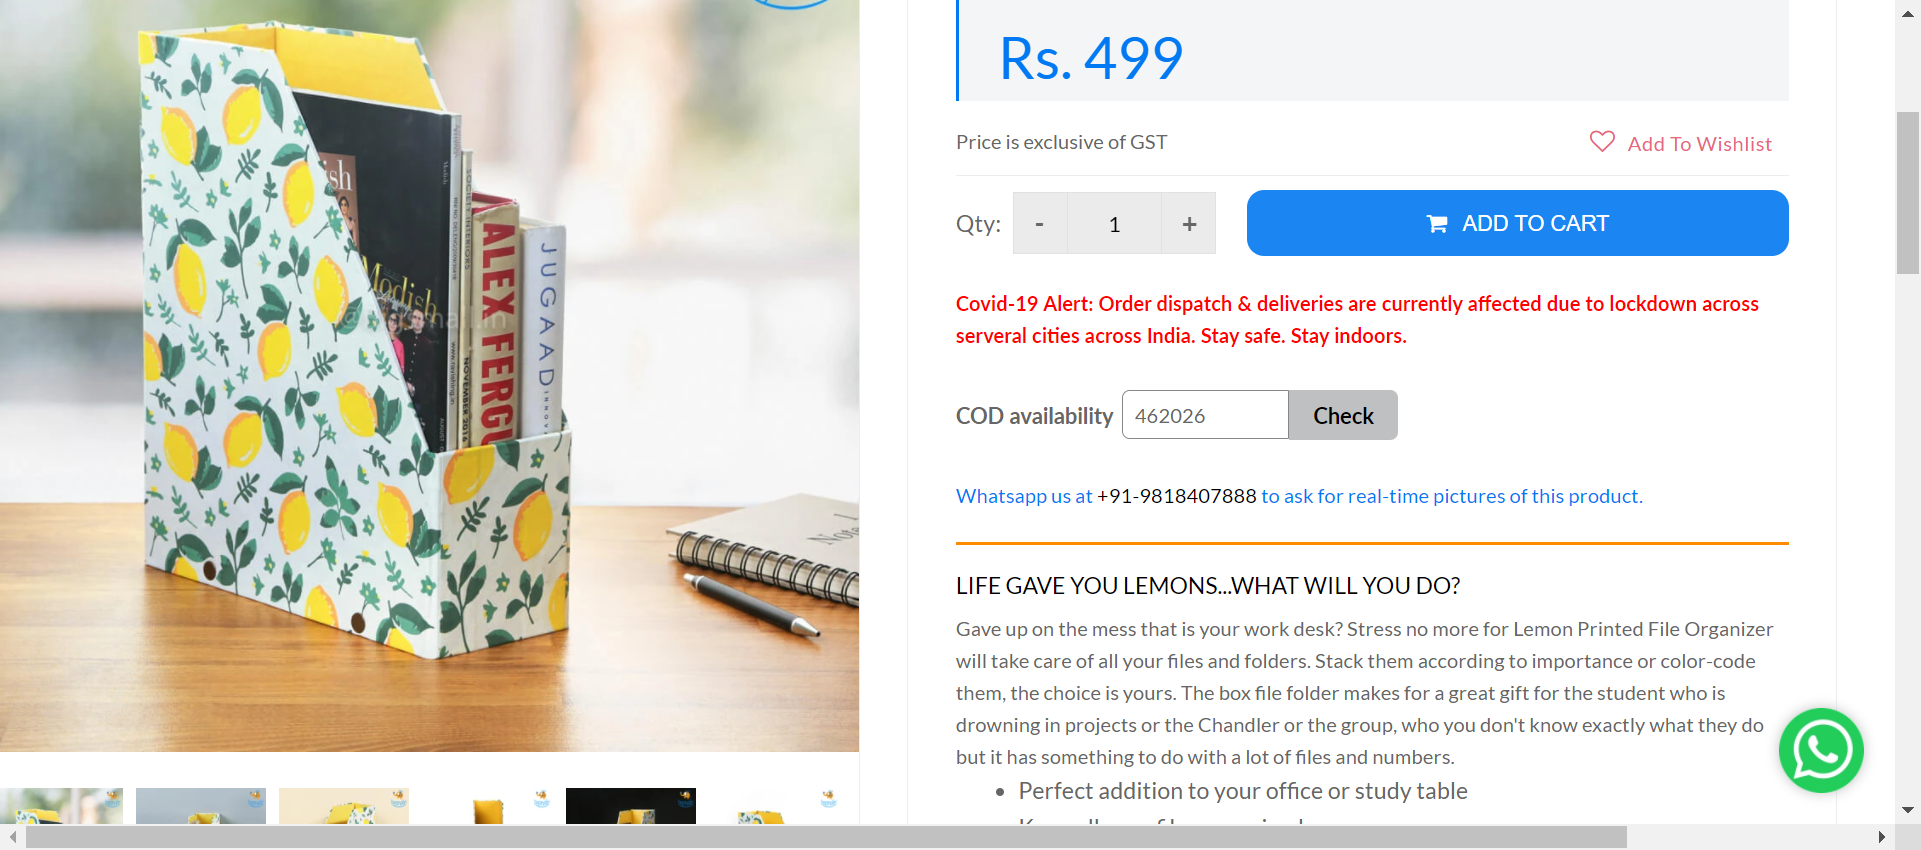 Rs. 499
Price is exclusive of GST
Add To Wishlist
Qty:
-
1
+
ADD TO CART
Covid-19 Alert: Order dispatch & deliveries are currently affected due to lockdown across
serveral cities across India. Stay safe. Stay indoors.
COD availability
462026
Check
Whatsapp us at +91-9818407888 to ask for real-time pictures of this product.
LIFE GAVE YOU LEMONS...WHAT WILL YOU DO?
Gave up on the mess that is your work desk? Stress no more for Lemon Printed File Organizer
will take care of all your files and folders. Stack them according to importance or color-code
them, the choice is yours. The box file folder makes for a great gift for the student who is
drowning in projects or the Chandler or the group, who you don't know exactly what they do
but it has something to do with a lot of files and numbers.
• Perfect addition to your office or study table
Modish
SOCIETY INTERIORS
NOVEMBER 2016
ALEX FERGU
JUGAAD